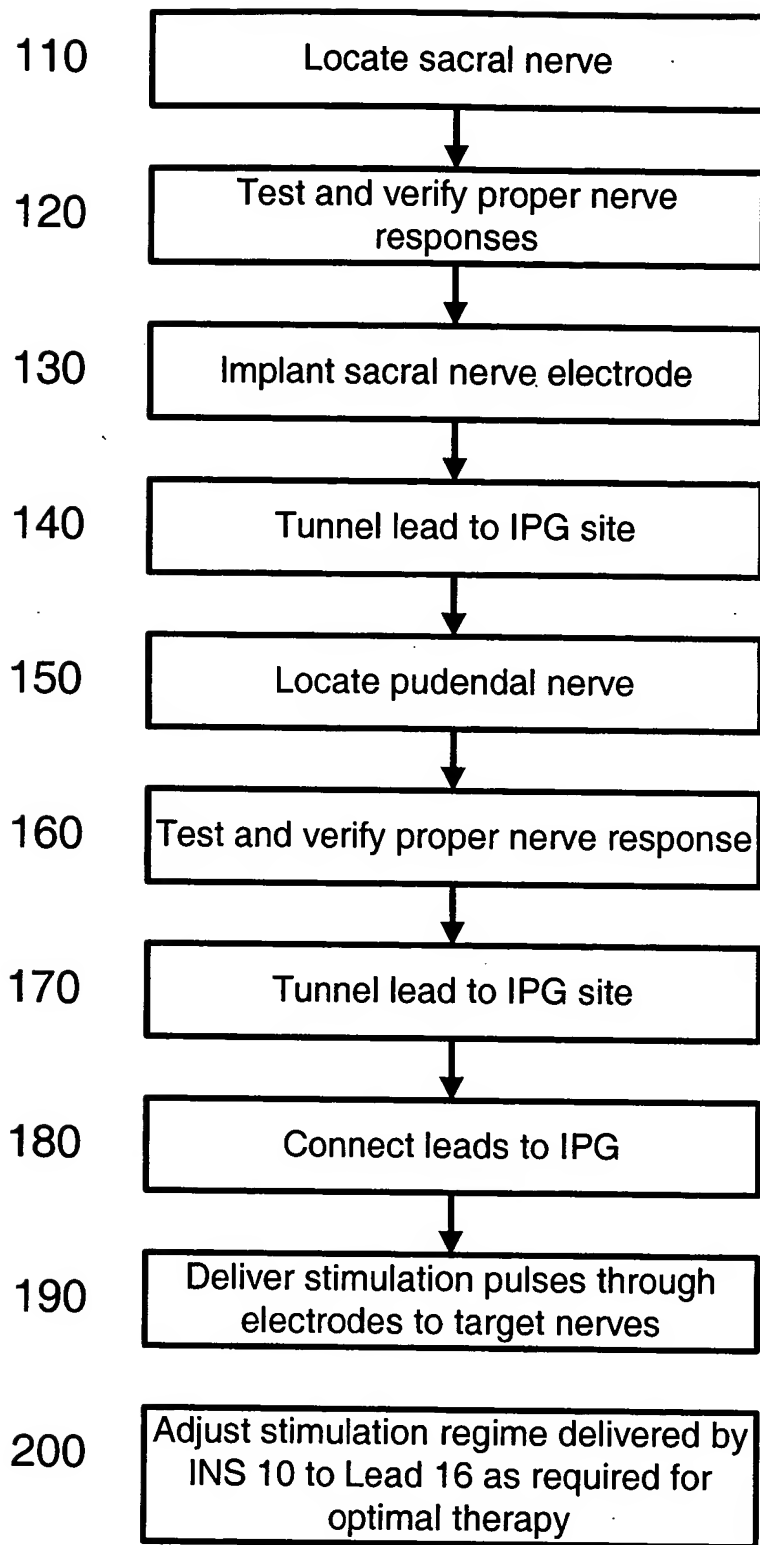 110 Locate sacral nerve
120 Test and verify proper nerve
responses
130 Implant sacral nerve electrode
140 Tunnel lead to IPG site
150 Locate pudendal nerve
160 Test and verify proper nerve response
170 Tunnel lead to IPG site
180 Connect leads to IPG
190 Deliver stimulation pulses through
electrodes to target nerves
200 Adjust stimulation regime delivered by
INS 10 to Lead 16 as required for
optimal therapy